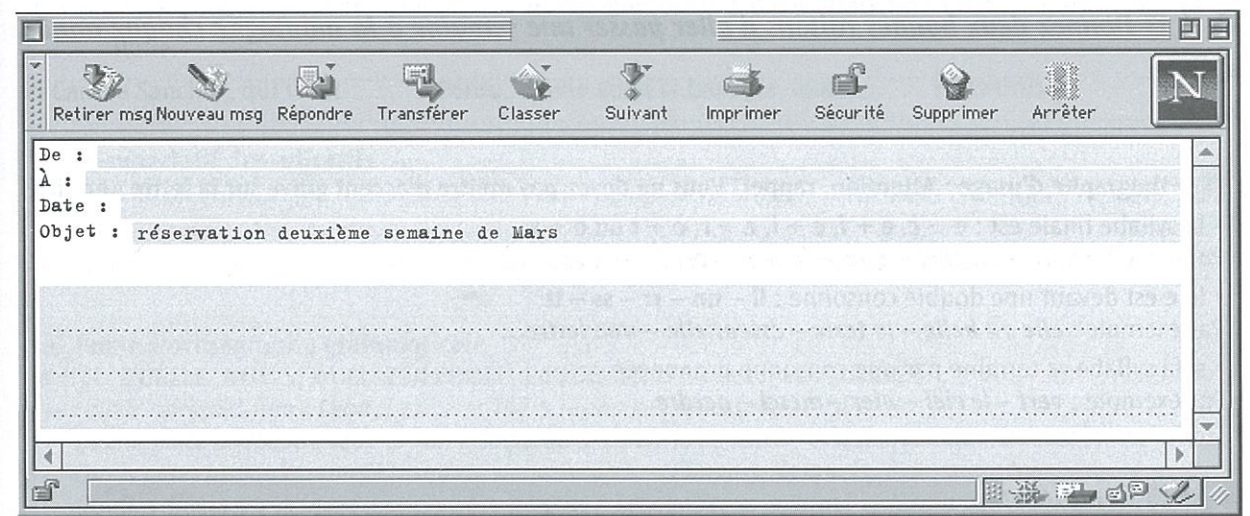 Retirer msg Nouveau msg Répondre Transférer Classer Suivant Imprimer Sécurité Supprimer Arrêter
N
De :
À :
Date :
Objet : réservation deuxième semaine de Mars